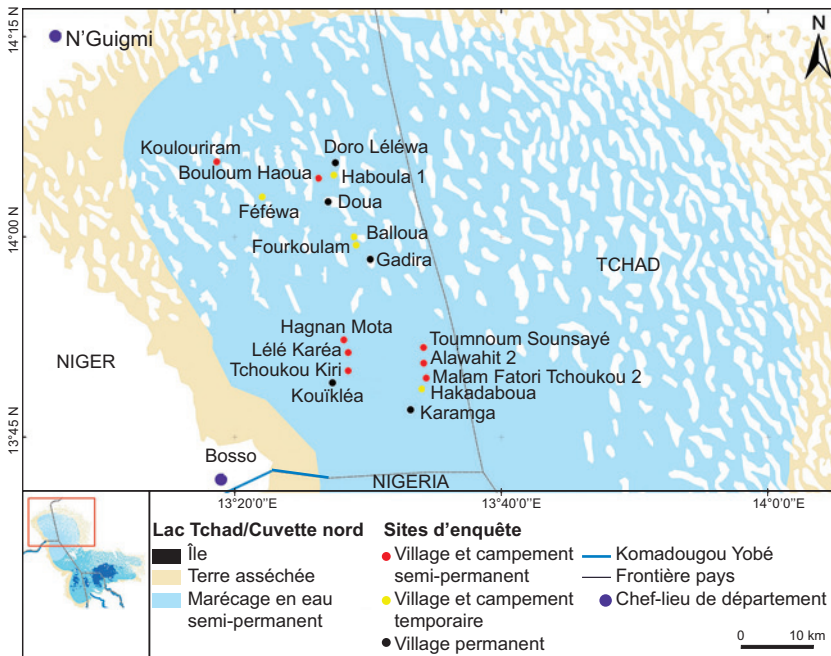 14°15 N
N'Guigmi
N
Koulouriram
Doro Léléwa
Bouloum Haoua
Haboula 1
Féféwa
Doua
14°00 N
Balloua
Fourkoulam
Gadira
TCHAD
Hagnan Mota
Toumnoum Sounsayé
Lélé Karéa
Alawahit 2
NIGER
Tchoukou Kiri
Malam Fatori Tchoukou 2
Kouïkléa
Hakadaboua
Karamga
13°45 N
Bosso
NIGERIA
13°20'0"E
13°40'0"E
14°0'0"E
Lac Tchad/Cuvette nord
Île
Terre asséchée
Marécage en eau
semi-permanent
Sites d'enquête
Village et campement
semi-permanent
Village et campement
temporaire
Village permanent
Komadougou Yobé
Frontière pays
Chef-lieu de département
0 10 km